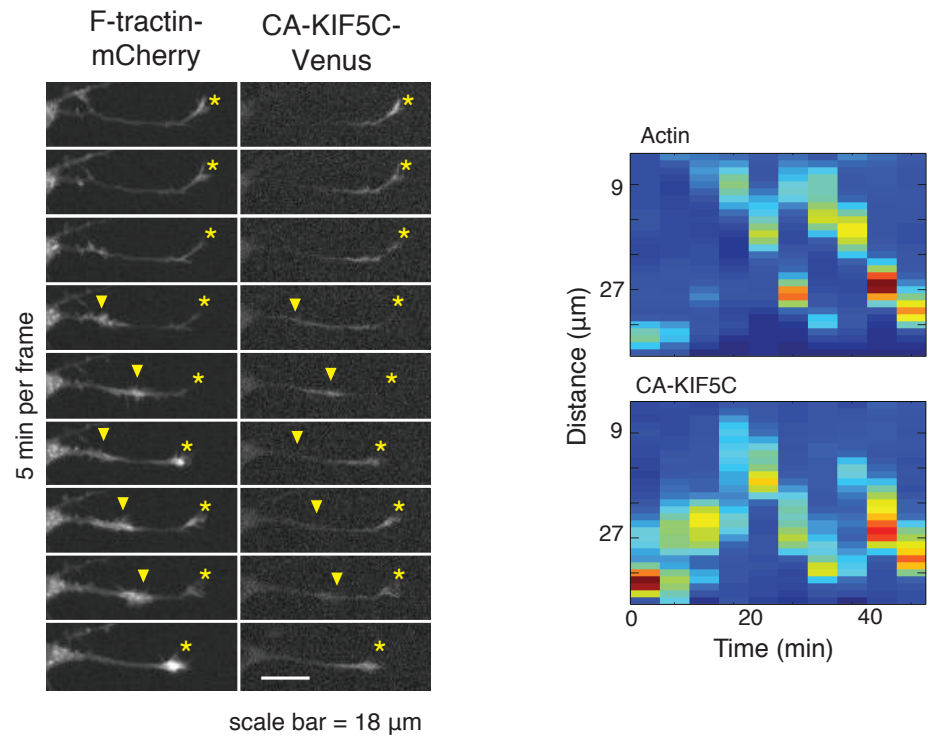 F-tractin-
mCherry
CA-KIF5C-
Venus
5 min per frame
scale bar = 18 μm
Actin
9
27
Distance (μm)
CA-KIF5C
9
27
0
20
40
Time (min)